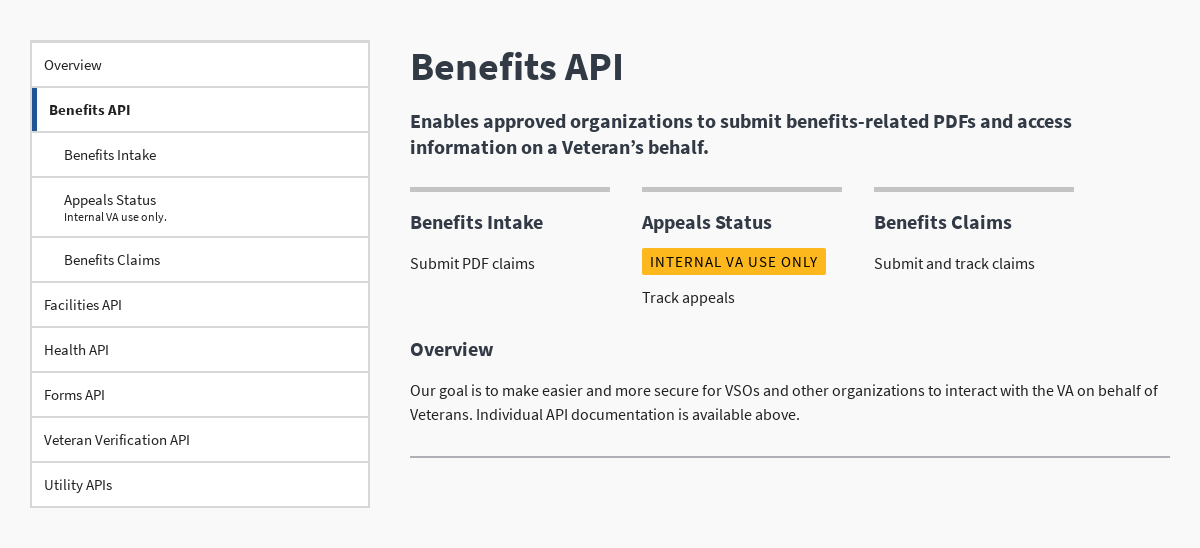 Overview
Benefits API
Benefits Intake
Appeals Status
Internal VA use only.
Benefits Claims
Facilities API
Health API
Forms API
Veteran Verification API
Utility APIs
Benefits API
Enables approved organizations to submit benefits-related PDFs and access
information on a Veteran’s behalf.
Benefits Intake
Submit PDF claims
Appeals Status
INTERNAL VA USE ONLY
Track appeals
Benefits Claims
Submit and track claims
Overview
Our goal is to make easier and more secure for VSOs and other organizations to interact with the VA on behalf of
Veterans. Individual API documentation is available above.